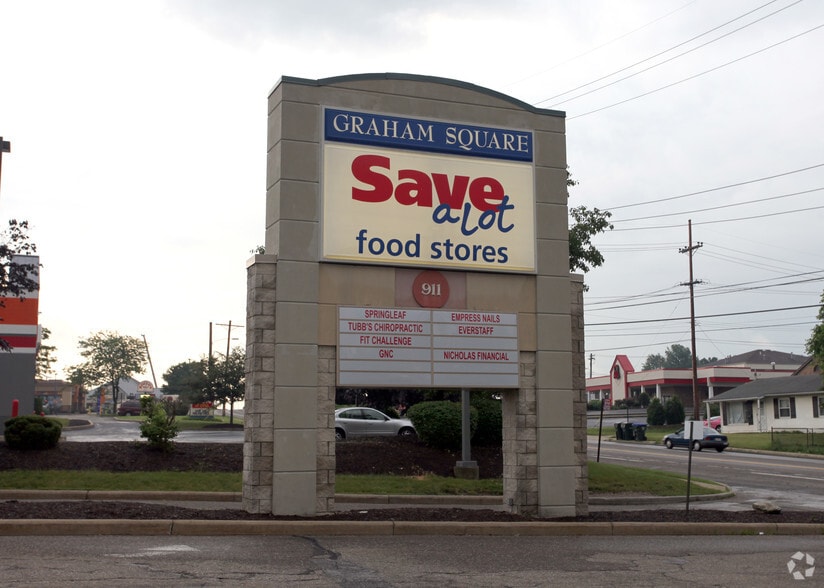 GRAHAM SQUARE
Save
a Lot
food stores
911
SPRINGLEAF EMPRESS NAILS
TUBB'S CHIROPRACTIC EVERSTAFF
FIT CHALLENGE
GNC NICHOLAS FINANCIAL